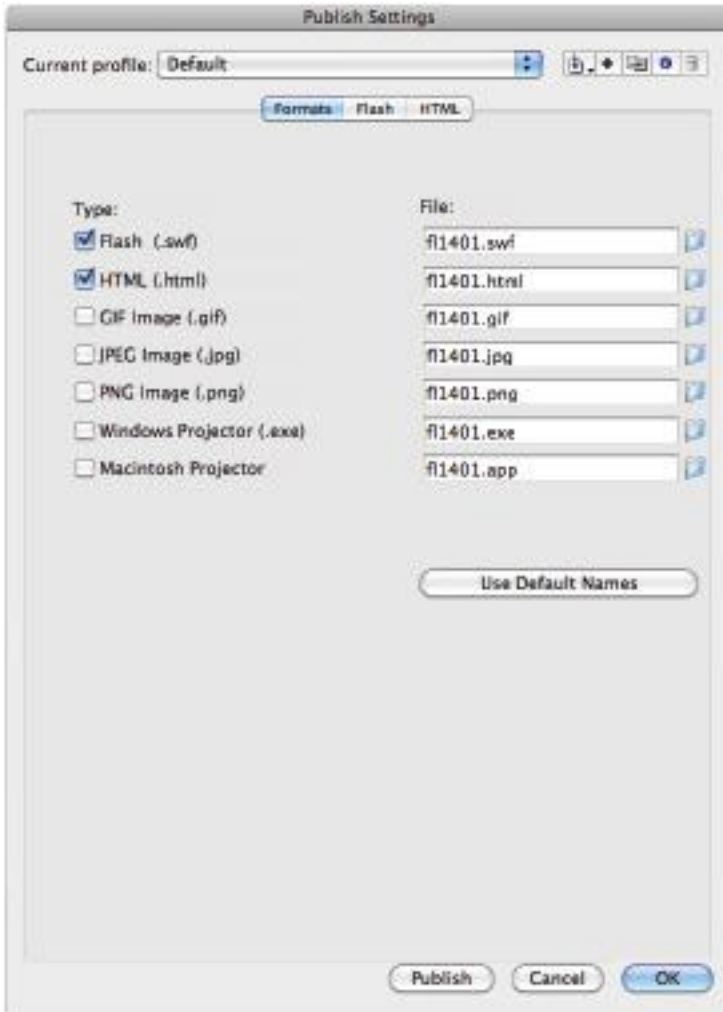 Publish Settings
Current profile: Default
Formats Flash HTML
Type: File:
Flash (.swf) fl1401.swf
HTML (.html) fl1401.html
GIF Image (.gif) fl1401.gif
JPEG Image (.jpg) fl1401.jpg
PNG Image (.png) fl1401.png
Windows Projector (.exe) fl1401.exe
Macintosh Projector fl1401.app
Use Default Names
Publish Cancel OK